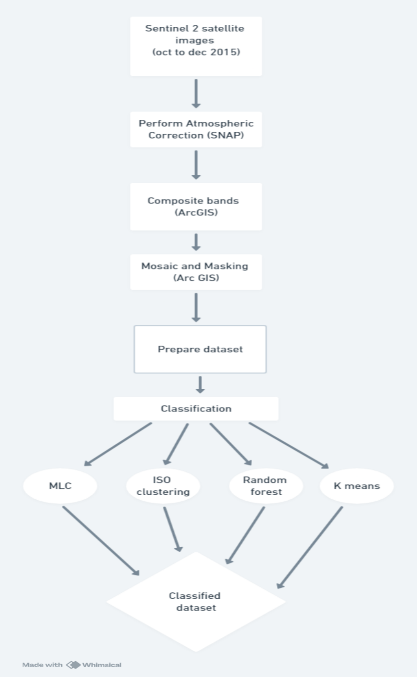 Sentinel 2 satellite
images
(oct to dec 2015)
Perform Atmospheric
Correction (SNAP)
Composite bands
(ArcGIS)
Mosaic and Masking
(Arc GIS)
Prepare dataset
Classification
MLC
ISO
clustering
Random
forest
K means
Classified
dataset
Made with Whimsical